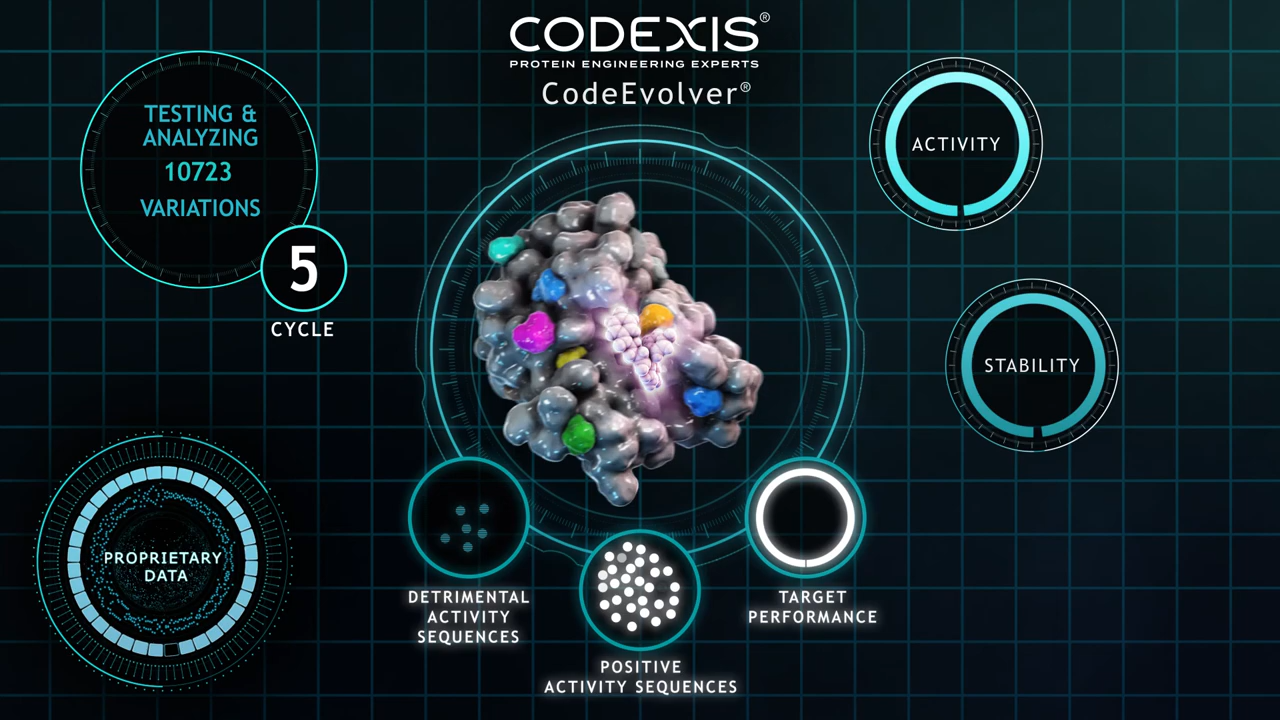 CODEXIS®
PROTEIN ENGINEERING EXPERTS
CodeEvolver®
TESTING &
ANALYZING
10723
VARIATIONS
5
CYCLE
ACTIVITY
STABILITY
PROPRIETARY
DATA
DETRIMENTAL
ACTIVITY
SEQUENCES
POSITIVE
ACTIVITY SEQUENCES
TARGET
PERFORMANCE